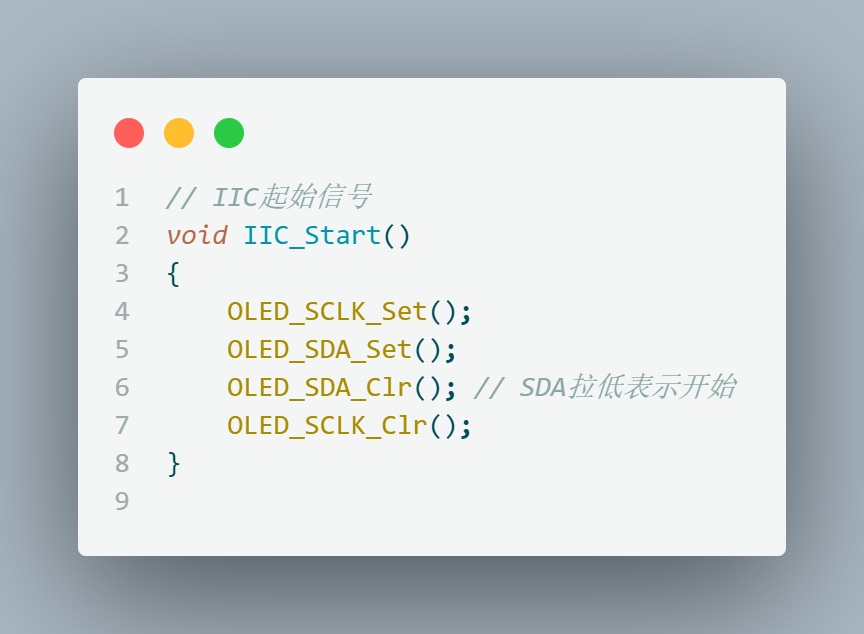 1 // IIC起始信号
2 void IIC_Start()
3 {
4     OLED_SCLK_Set();
5     OLED_SDA_Set();
6     OLED_SDA_Clr(); // SDA拉低表示开始
7     OLED_SCLK_Clr();
8 }
9